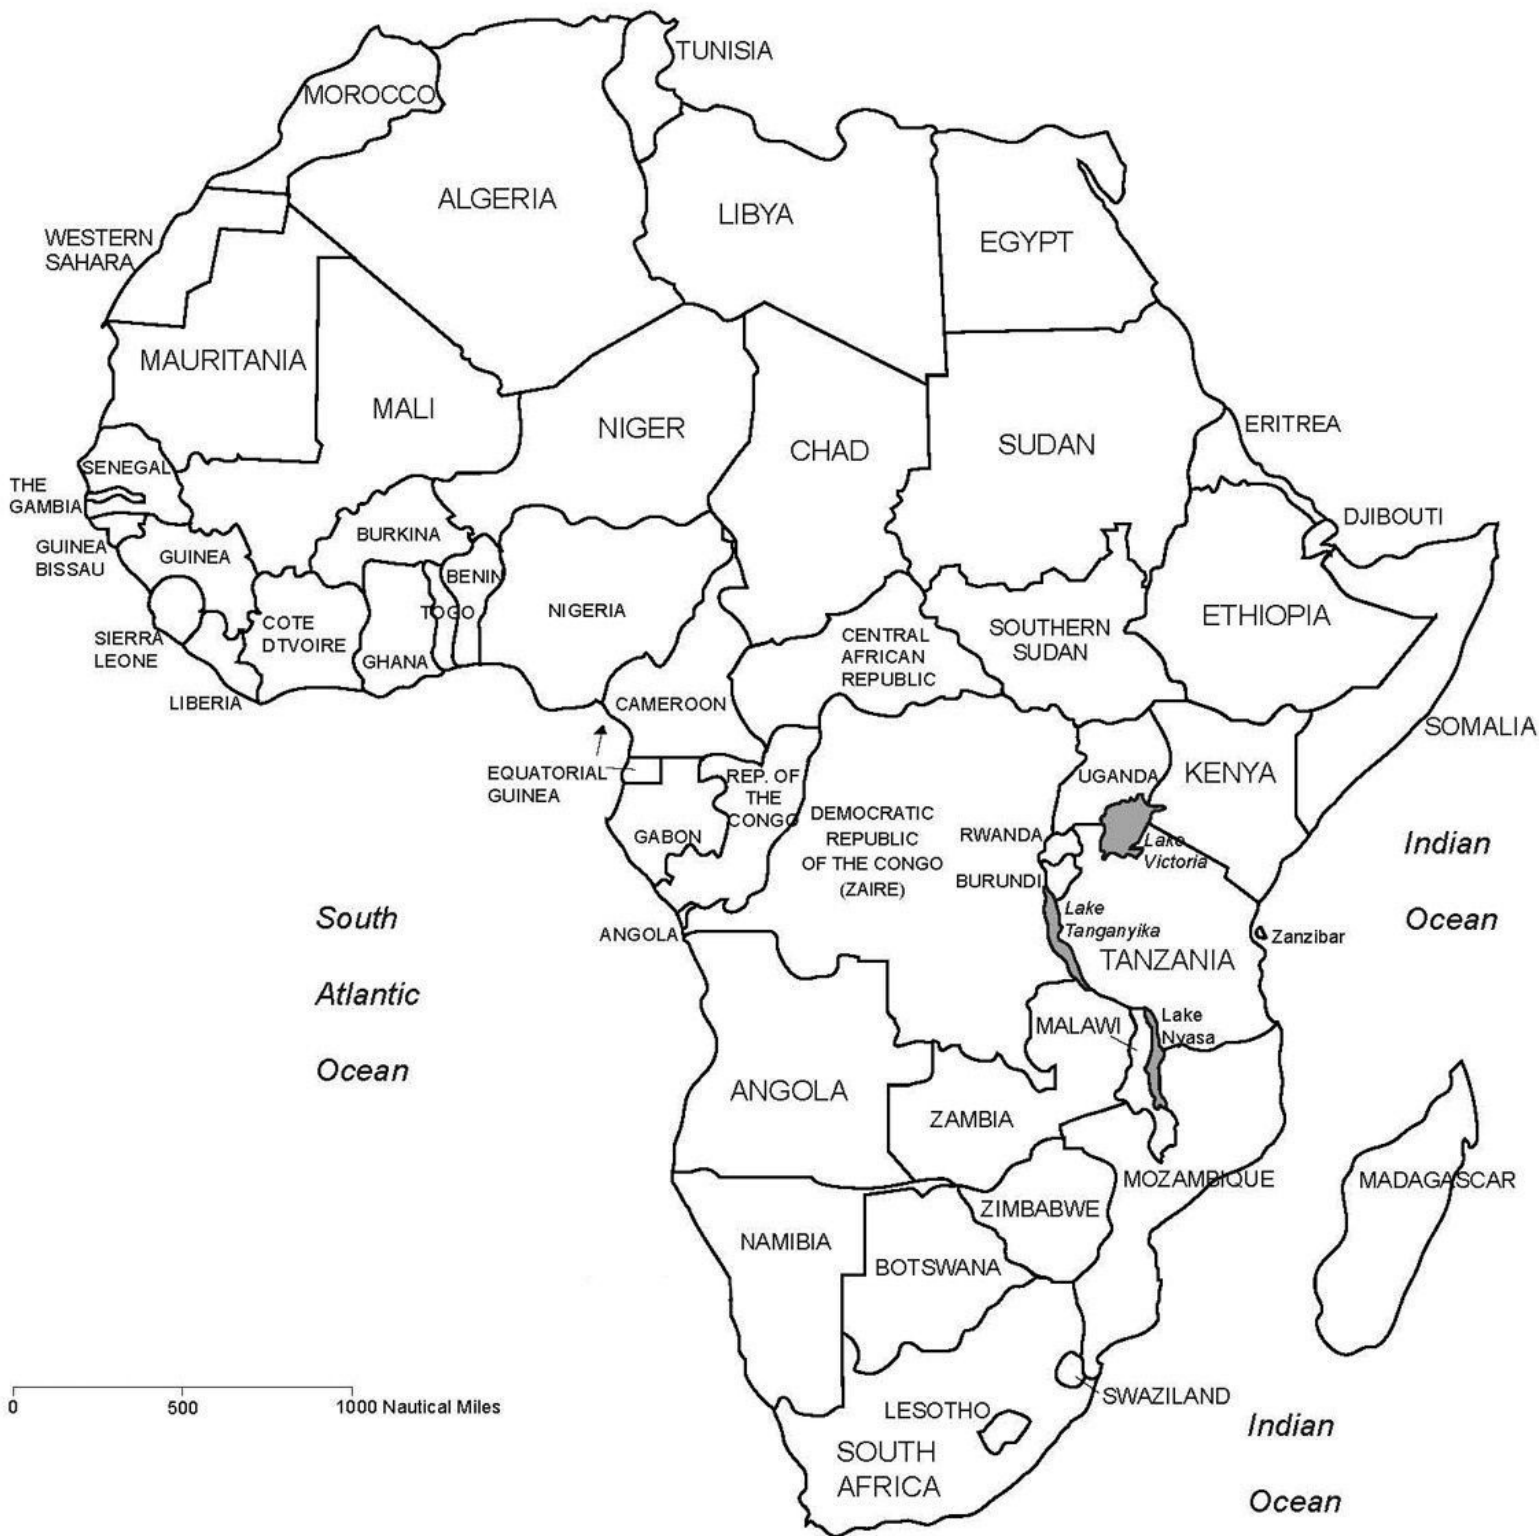 TUNISIA
MOROCCO
ALGERIA
LIBYA
EGYPT
WESTERN
SAHARA
MAURITANIA
MALI
NIGER
CHAD
SUDAN
ERITREA
SENEGAL
THE
GAMBIA
DJIBOUTI
GUINEA
BISSAU
GUINEA
BURKINA
BENIN
TOGO
NIGERIA
ETHIOPIA
SIERRA
LEONE
COTE
DTVOIRE
GHANA
CENTRAL
AFRICAN
REPUBLIC
SOUTHERN
SUDAN
LIBERIA
CAMEROON
SOMALIA
EQUATORIAL
GUINEA
REP. OF
THE
CONGO
UGANDA
KENYA
GABON
DEMOCRATIC
REPUBLIC
OF THE CONGO
(ZAIRE)
RWANDA
Lake
Victoria
BURUNDI
Indian
Ocean
South
Atlantic
Ocean
ANGOLA
Lake
Tanganyika
TANZANIA
Zanzibar
MALAWI
Lake
Nyasa
ANGOLA
ZAMBIA
MOZAMBIQUE
MADAGASCAR
ZIMBABWE
NAMIBIA
BOTSWANA
0 500 1000 Nautical Miles
SWAZILAND
LESOTHO
SOUTH
AFRICA
Indian
Ocean